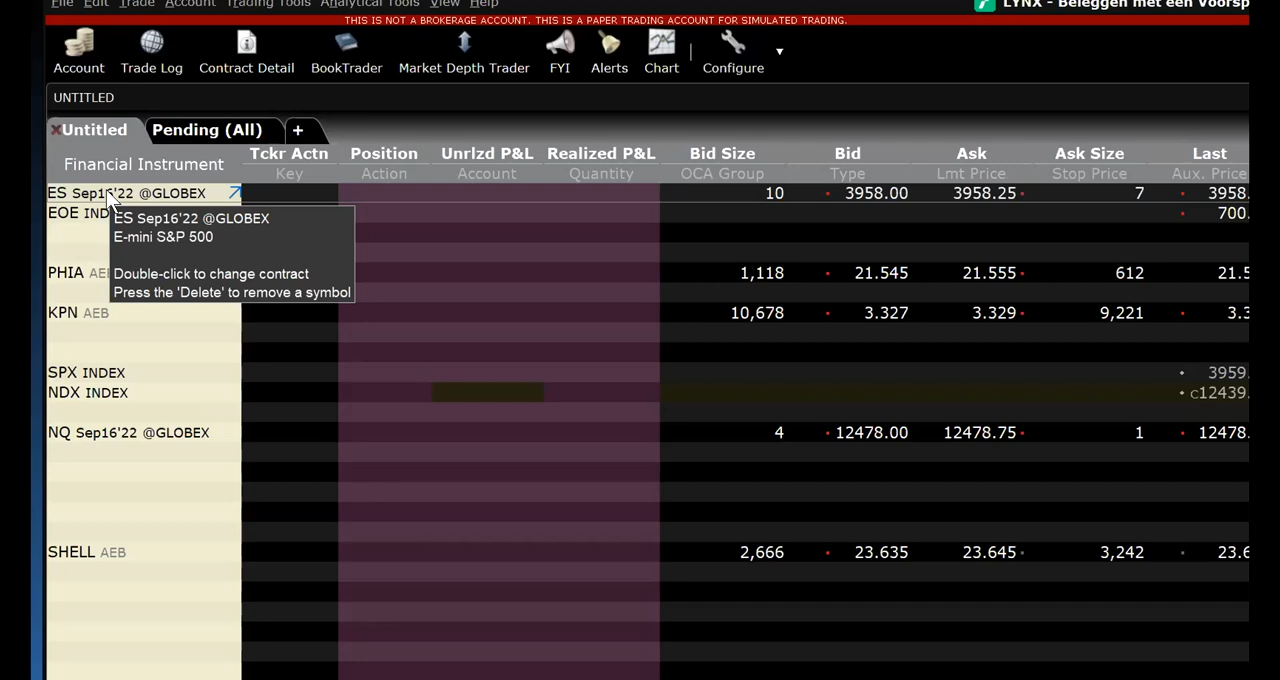 File Edit Trade Account Trading Tools Analytical Tools View Help
LYNX - Beleggen met een Voorsp
THIS IS NOT A BROKERAGE ACCOUNT. THIS IS A PAPER TRADING ACCOUNT FOR SIMULATED TRADING.
Account Trade Log Contract Detail BookTrader Market Depth Trader FYI Alerts Chart Configure
UNTITLED
Untitled Pending (All) +
Financial Instrument
Tckr Actn Position Unrlzd P&L Realized P&L Bid Size Bid Ask Ask Size Last
Key Action Account Quantity OCA Group Type Lmt Price Stop Price Aux. Price
ES Sep16'22 @GLOBEX 10 3958.00 3958.25 7 3958.
EOE IND 700.
ES Sep16'22 @GLOBEX
E-mini S&P 500
Double-click to change contract
Press the 'Delete' to remove a symbol
PHIA AE 1,118 21.545 21.555 612 21.5
KPN AEB 10,678 3.327 3.329 9,221 3.3
SPX INDEX 3959.
NDX INDEX C12439.
NQ Sep16'22 @GLOBEX 4 12478.00 12478.75 1 12478.
SHELL AEB 2,666 23.635 23.645 3,242 23.6